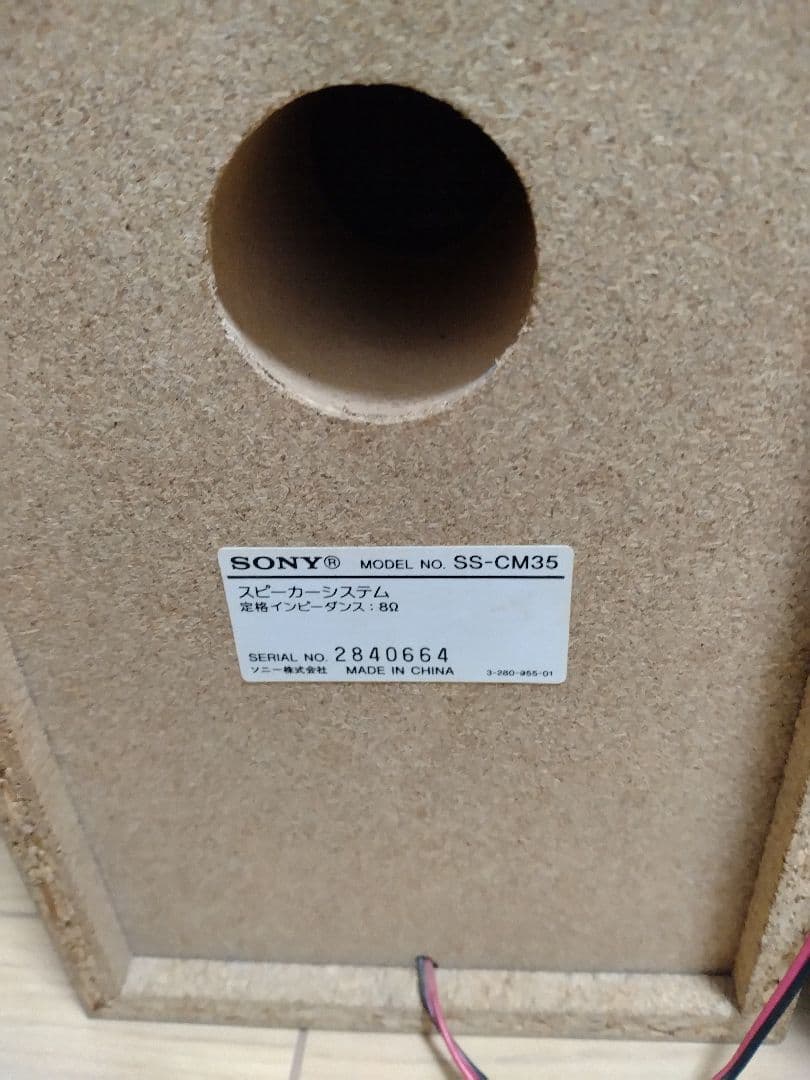 SONY® MODEL NO. SS-CM35
スピーカーシステム
定格インピーダンス：8Ω
SERIAL NO. 2840664
ソニー株式会社 MADE IN CHINA 3-280-955-01